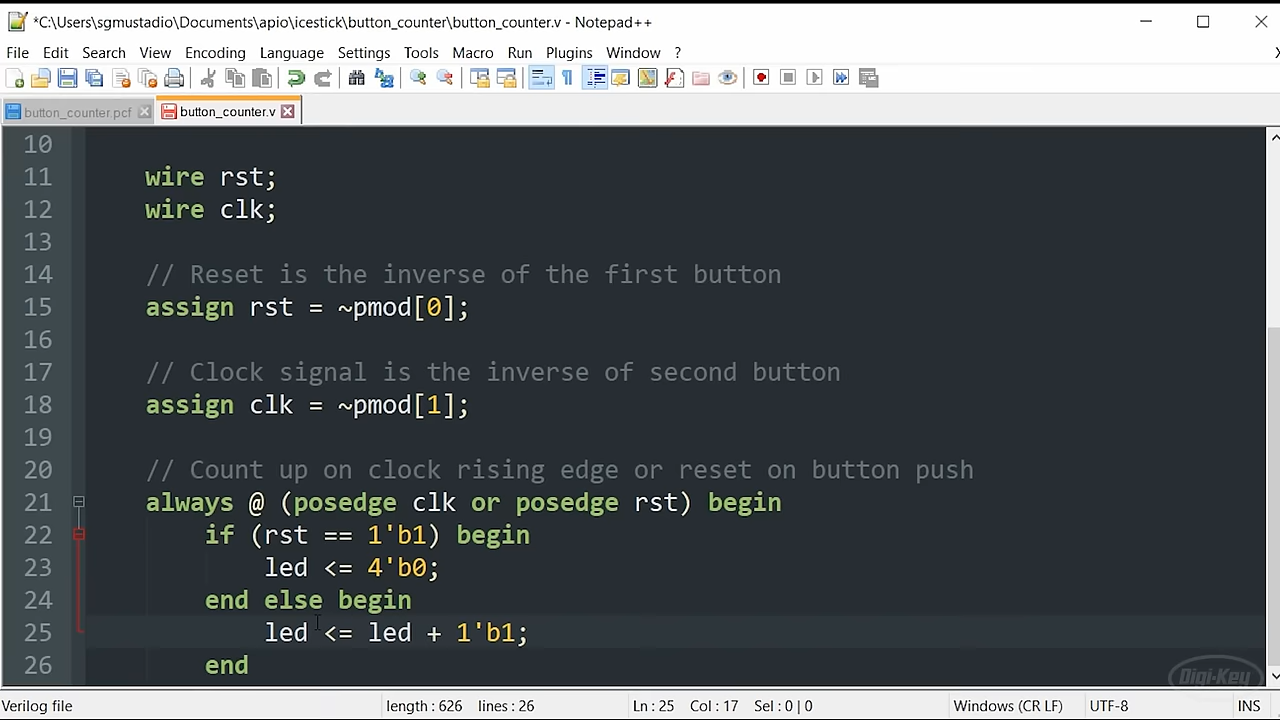 *C:\Users\sgmustadio\Documents\apio\icestick\button_counter\button_counter.v - Notepad++
File Edit Search View Encoding Language Settings Tools Macro Run Plugins Window ?
button_counter.pcf button_counter.v
10
11 wire rst;
12 wire clk;
13
14 // Reset is the inverse of the first button
15 assign rst = ~pmod[0];
16
17 // Clock signal is the inverse of second button
18 assign clk = ~pmod[1];
19
20 // Count up on clock rising edge or reset on button push
21 always @ (posedge clk or posedge rst) begin
22 if (rst == 1'b1) begin
23 led <= 4'b0;
24 end else begin
25 led <= led + 1'b1;
26 end
Digi-Key
Verilog file length : 626 lines : 26 Ln : 25 Col : 17 Sel : 0 | 0 Windows (CR LF) UTF-8 INS